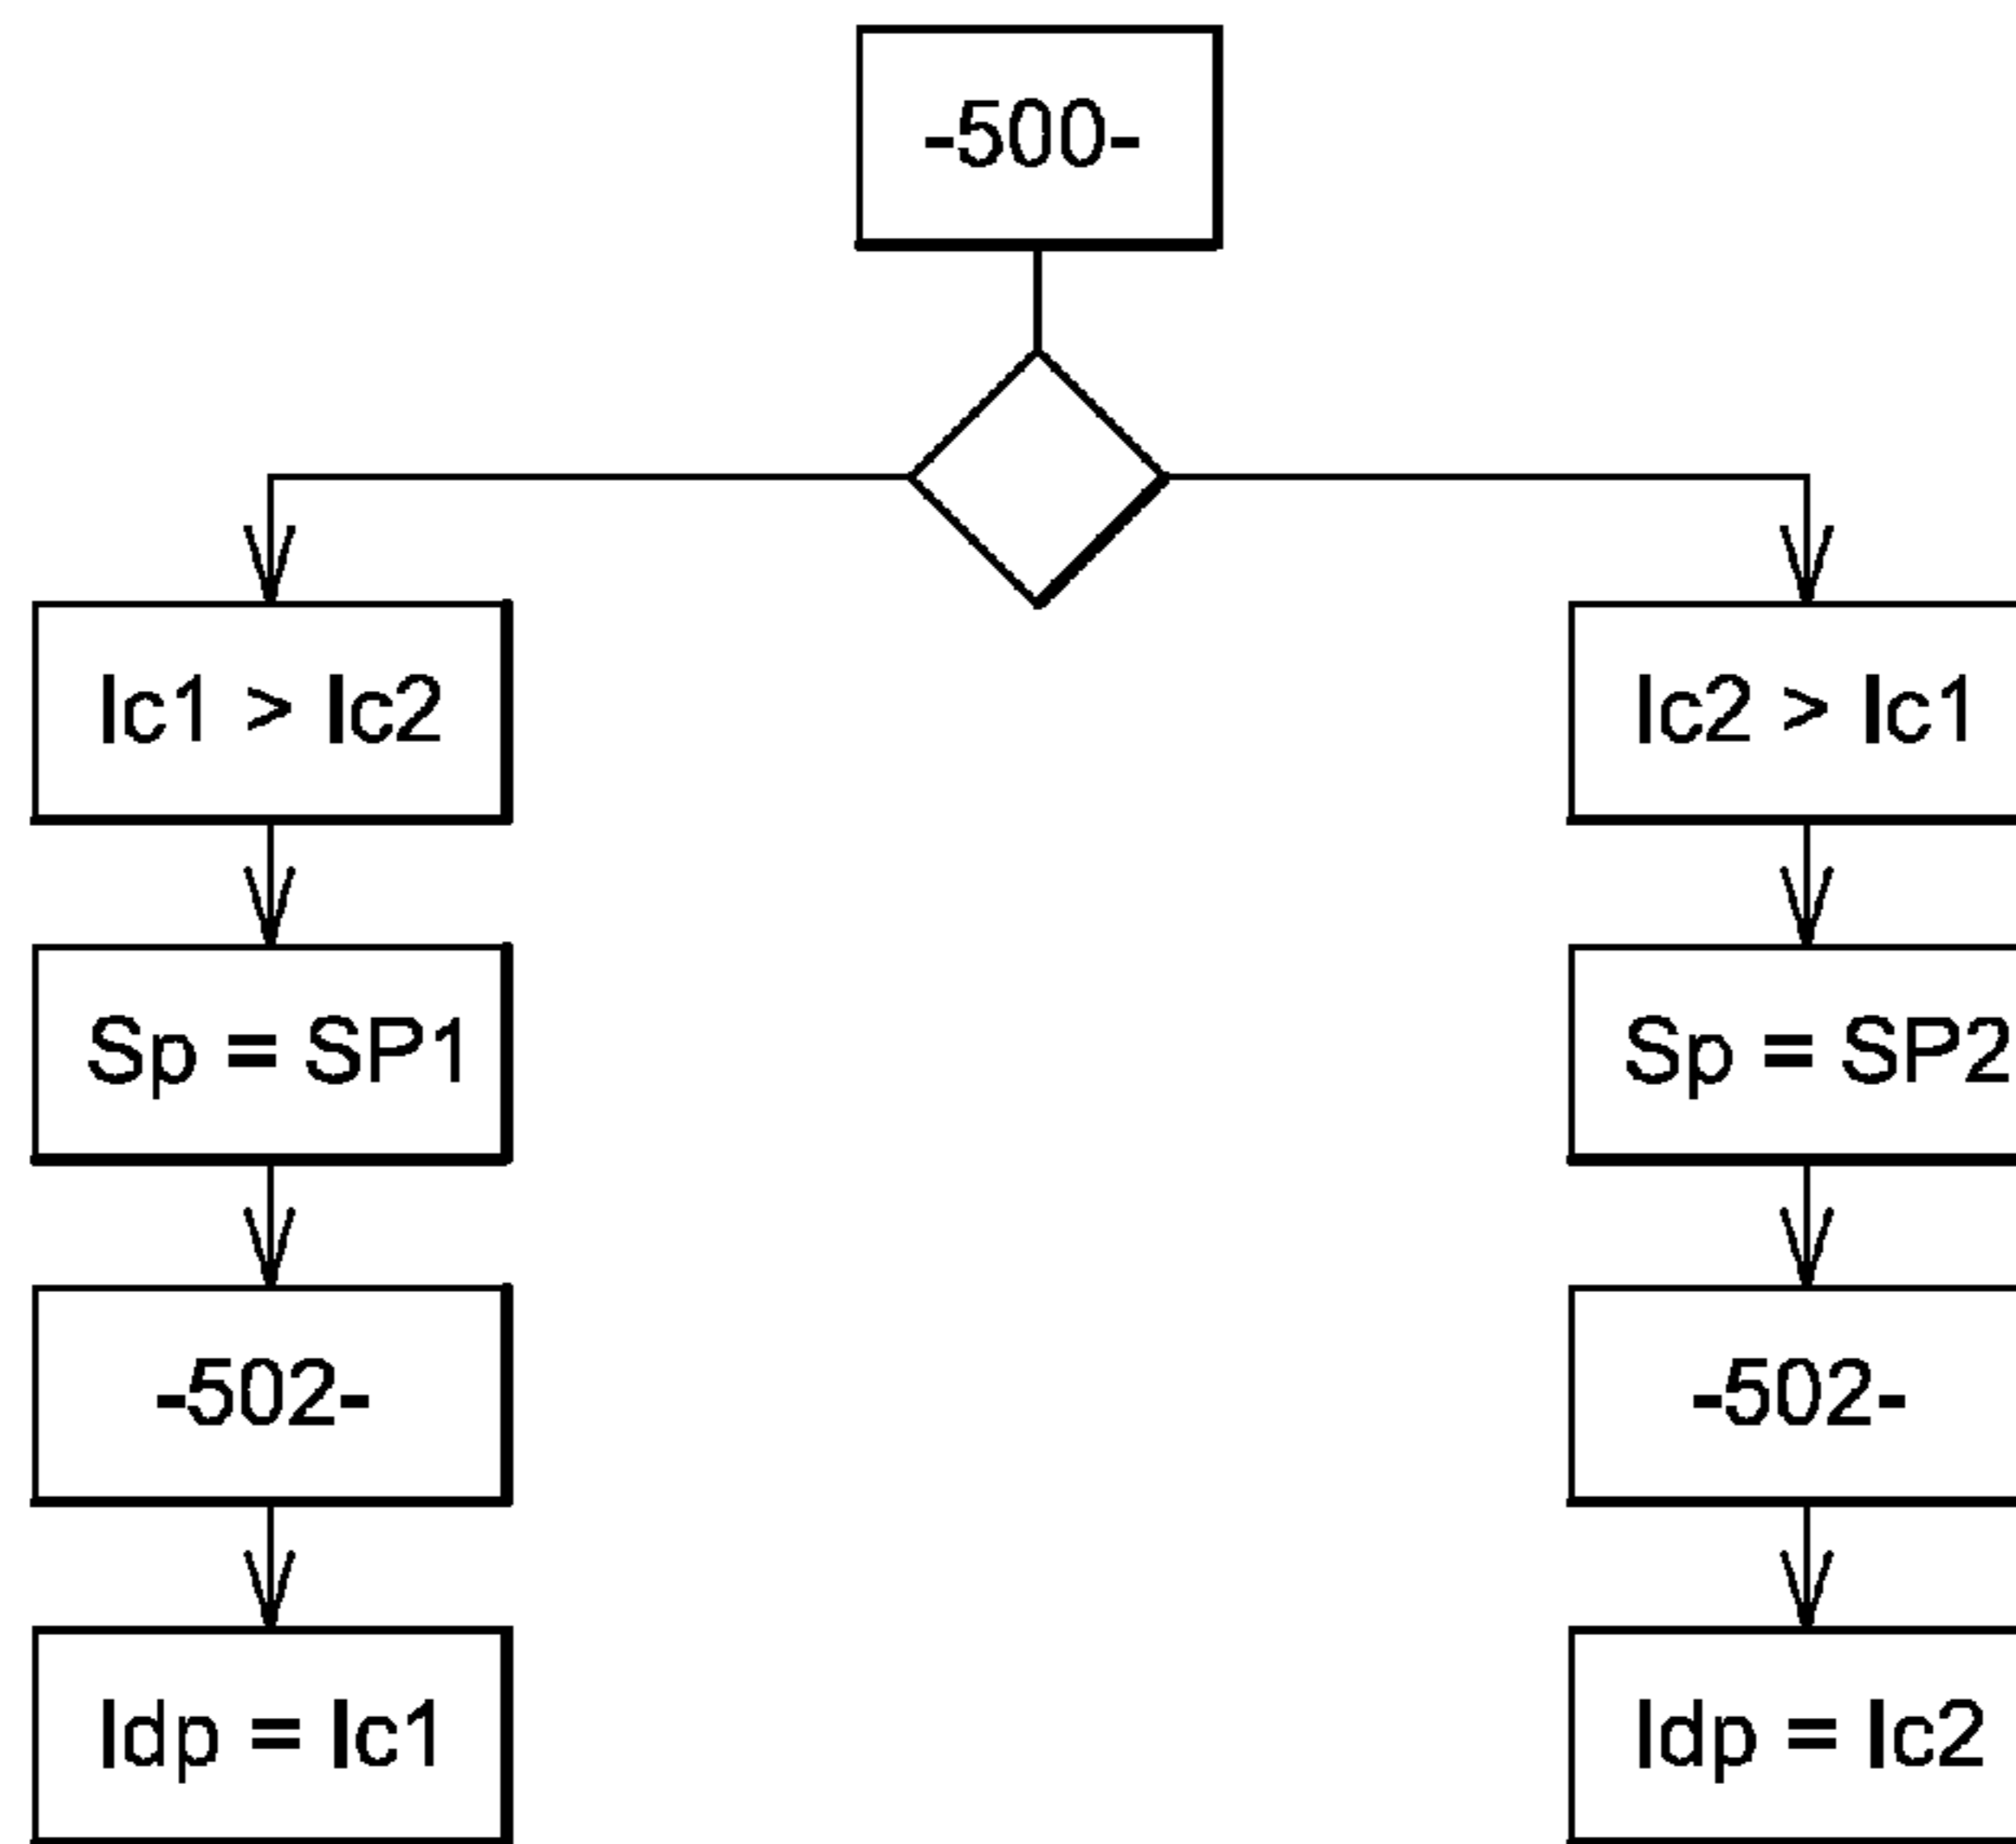 -500-
Ic1 > Ic2
Sp = SP1
-502-
Idp = Ic1
Ic2 > Ic1
Sp = SP2
-502-
Idp = Ic2